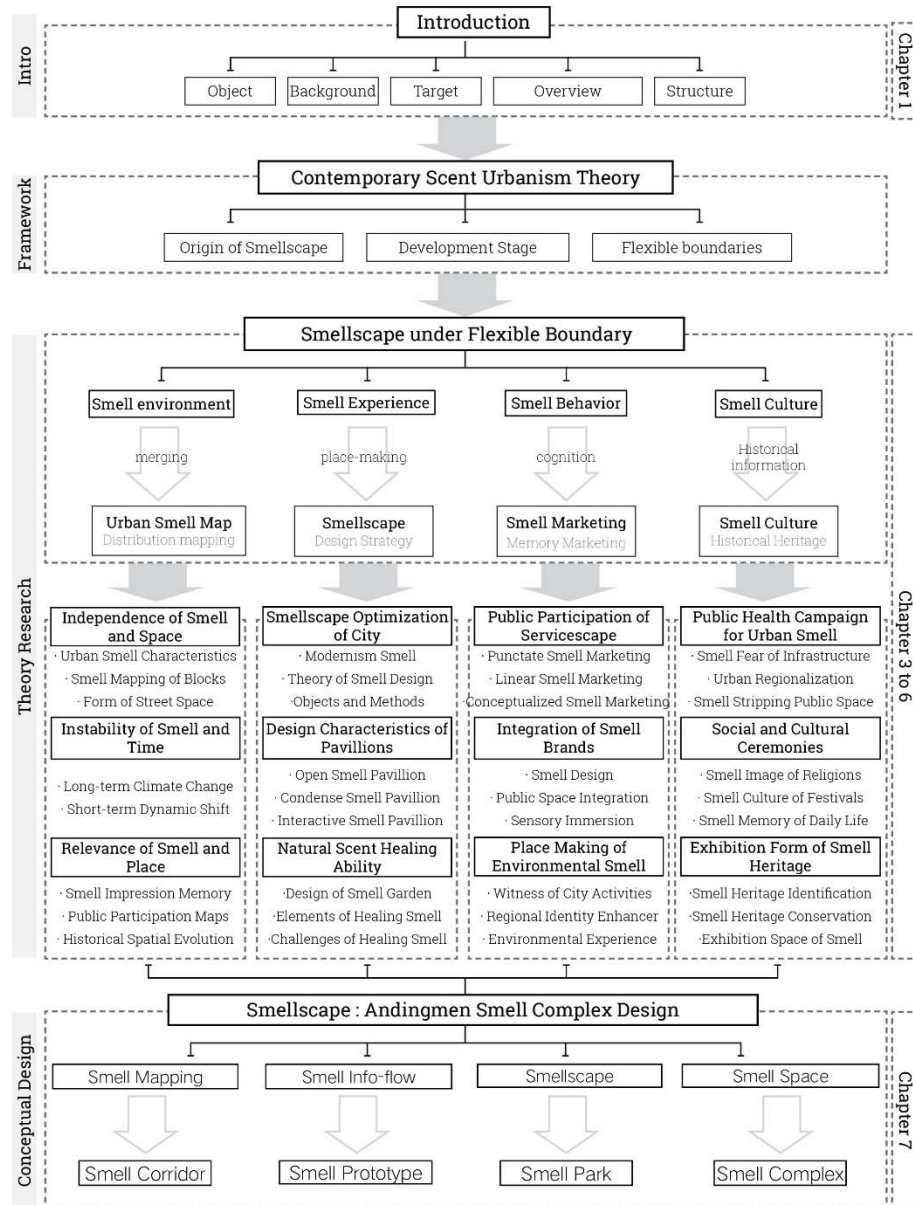 Introduction
Intro
Chapter 1
Object
Background
Target
Overview
Structure
Contemporary Scent Urbanism Theory
Framework
Origin of Smellscape
Development Stage
Flexible boundaries
Smellscape under Flexible Boundary
Theory Research
Chapter 3 to 6
Smell environment
Smell Experience
Smell Behavior
Smell Culture
merging
place-making
cognition
Historical
information
Urban Smell Map
Distribution mapping
Smellscape
Design Strategy
Smell Marketing
Memory Marketing
Smell Culture
Historical Heritage
Independence of Smell
and Space
· Urban Smell Characteristics
· Smell Mapping of Blocks
· Form of Street Space
Instability of Smell and
Time
· Long-term Climate Change
· Short-term Dynamic Shift
Relevance of Smell and
Place
· Smell Impression Memory
· Public Participation Maps
· Historical Spatial Evolution
Smellscape Optimization
of City
· Modernism Smell
· Theory of Smell Design
· Objects and Methods
Design Characteristics of
Pavillions
· Open Smell Pavillion
· Condense Smell Pavillion
· Interactive Smell Pavillion
Natural Scent Healing
Ability
·Design of Smell Garden
·Elements of Healing Smell
·Challenges of Healing Smell
Public Participation of
Servicescape
· Punctate Smell Marketing
· Linear Smell Marketing
·Conceptualized Smell Marketing
Integration of Smell
Brands
· Smell Design
· Public Space Integration
· Sensory Immersion
Place Making of
Environmental Smell
· Witness of City Activities
· Regional Identity Enhancer
· Environmental Experience
Public Health Campaign
for Urban Smell
· Smell Fear of Infrastructure
· Urban Regionalization
· Smell Stripping Public Space
Social and Cultural
Ceremonies
· Smell Image of Religions
· Smell Culture of Festivals
· Smell Memory of Daily Life
Exhibition Form of Smell
Heritage
·Smell Heritage Identification
·Smell Heritage Conservation
·Exhibition Space of Smell
Smellscape : Andingmen Smell Complex Design
Conceptual Design
Chapter 7
Smell Mapping
Smell Info-flow
Smellscape
Smell Space
Smell Corridor
Smell Prototype
Smell Park
Smell Complex